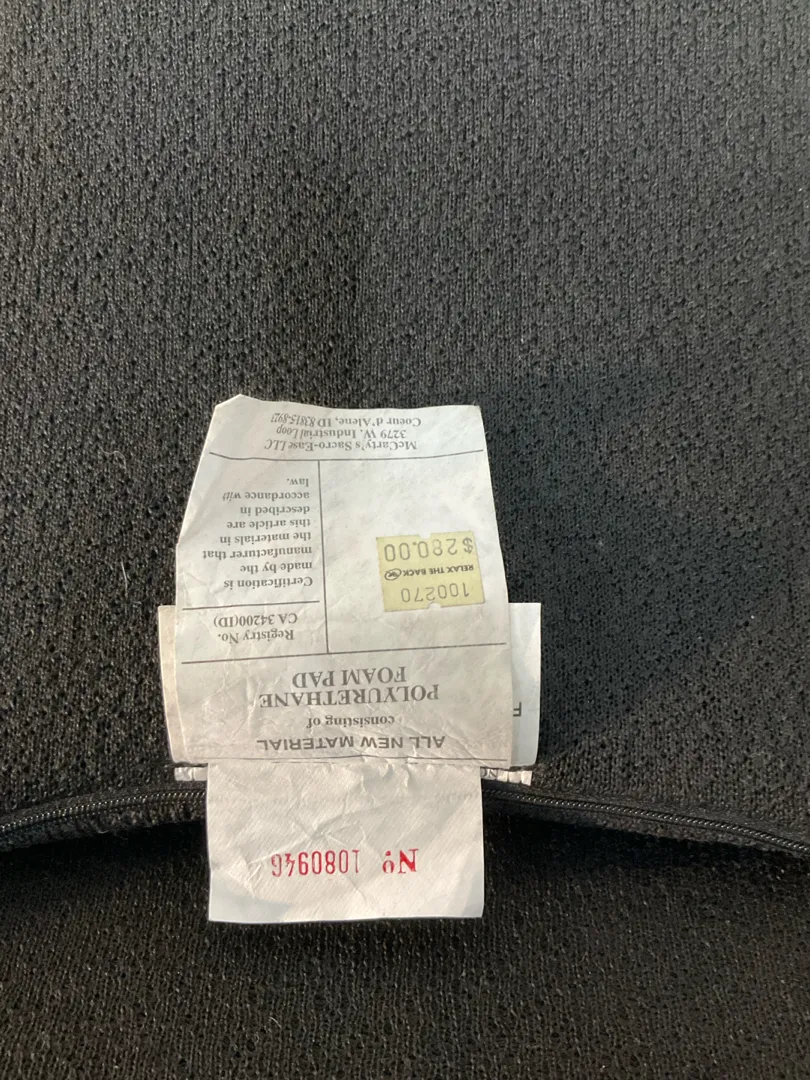 Nº 1080946
ALL NEW MATERIAL
consisting of
POLYURETHANE
FOAM PAD
Registry No.
CA 34200(ID)
Certification is
made by the
manufacturer that
the materials in
this article are
described in
accordance with
law.
100270
RELAX THE BACK
$280.00
McCarty's Sacro-Ease LLC
3279 W. Industrial Loop
Coeur d'Alene, ID 83815-892
F